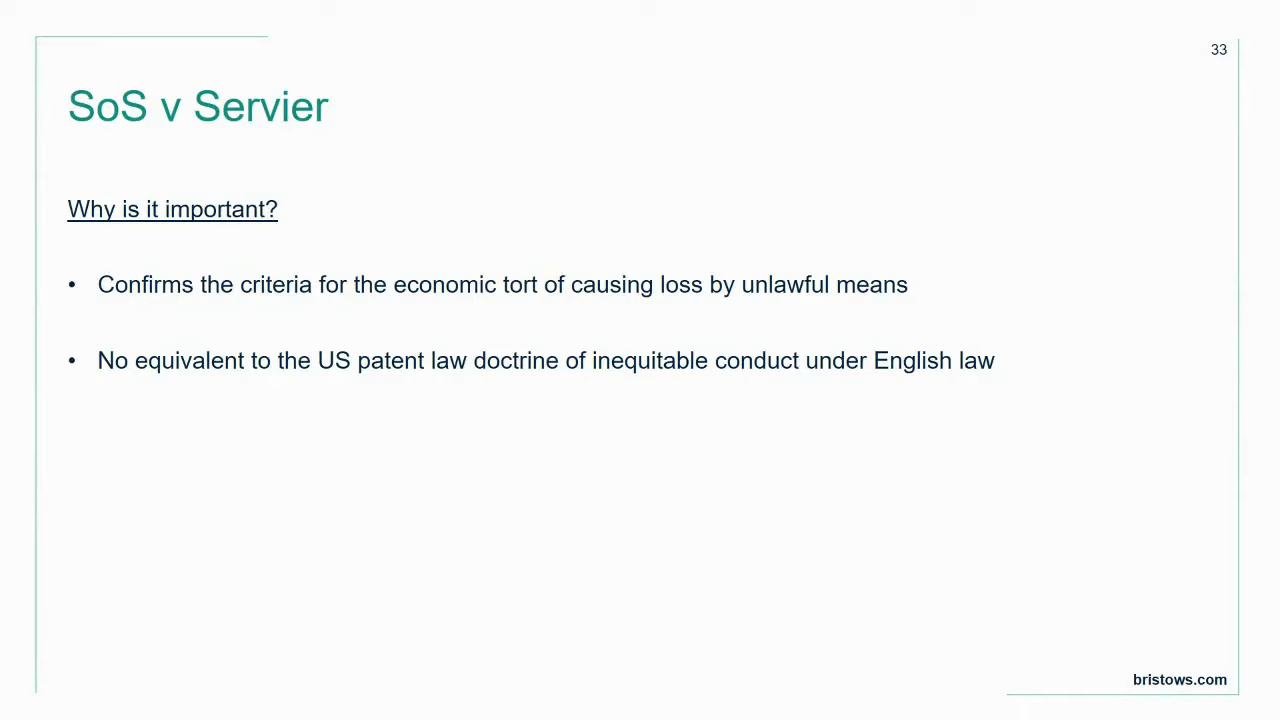 33
SoS v Servier
Why is it important?
• Confirms the criteria for the economic tort of causing loss by unlawful means
• No equivalent to the US patent law doctrine of inequitable conduct under English law
bristows.com